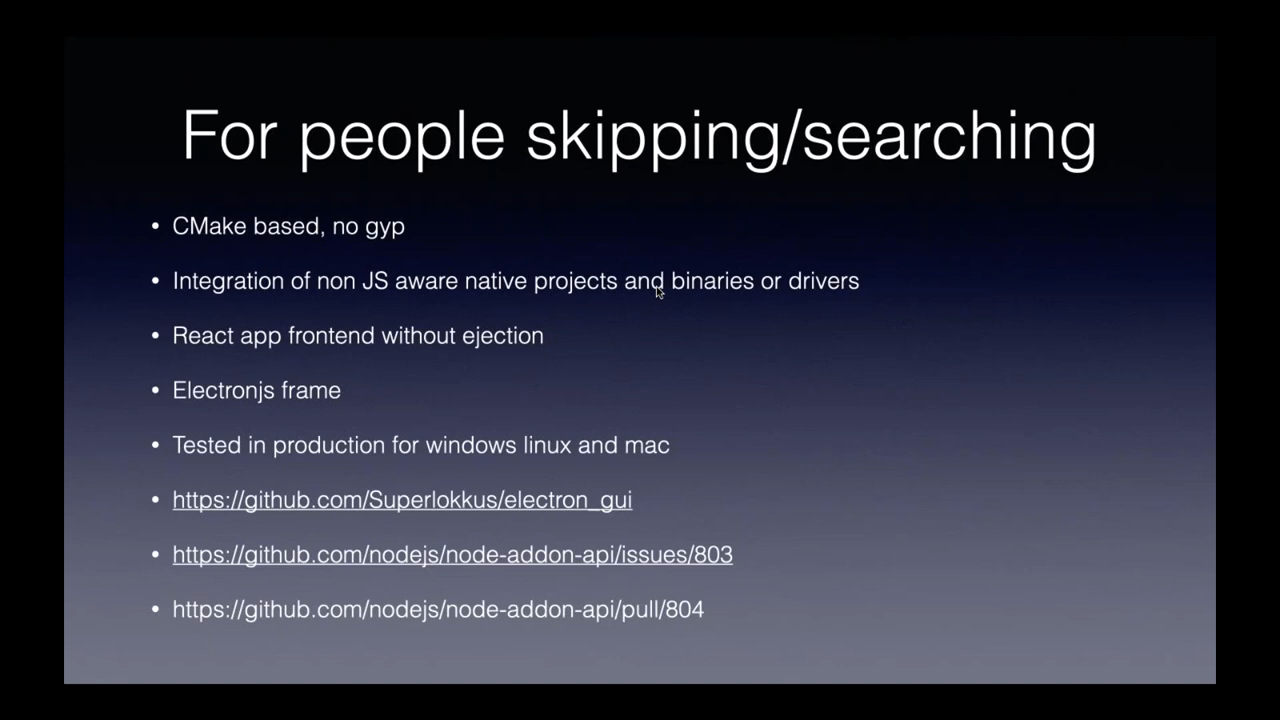 For people skipping/searching
• CMake based, no gyp
• Integration of non JS aware native projects and binaries or drivers
• React app frontend without ejection
• Electronjs frame
• Tested in production for windows linux and mac
• https://github.com/Superlokkus/electron_gui
• https://github.com/nodejs/node-addon-api/issues/803
• https://github.com/nodejs/node-addon-api/pull/804